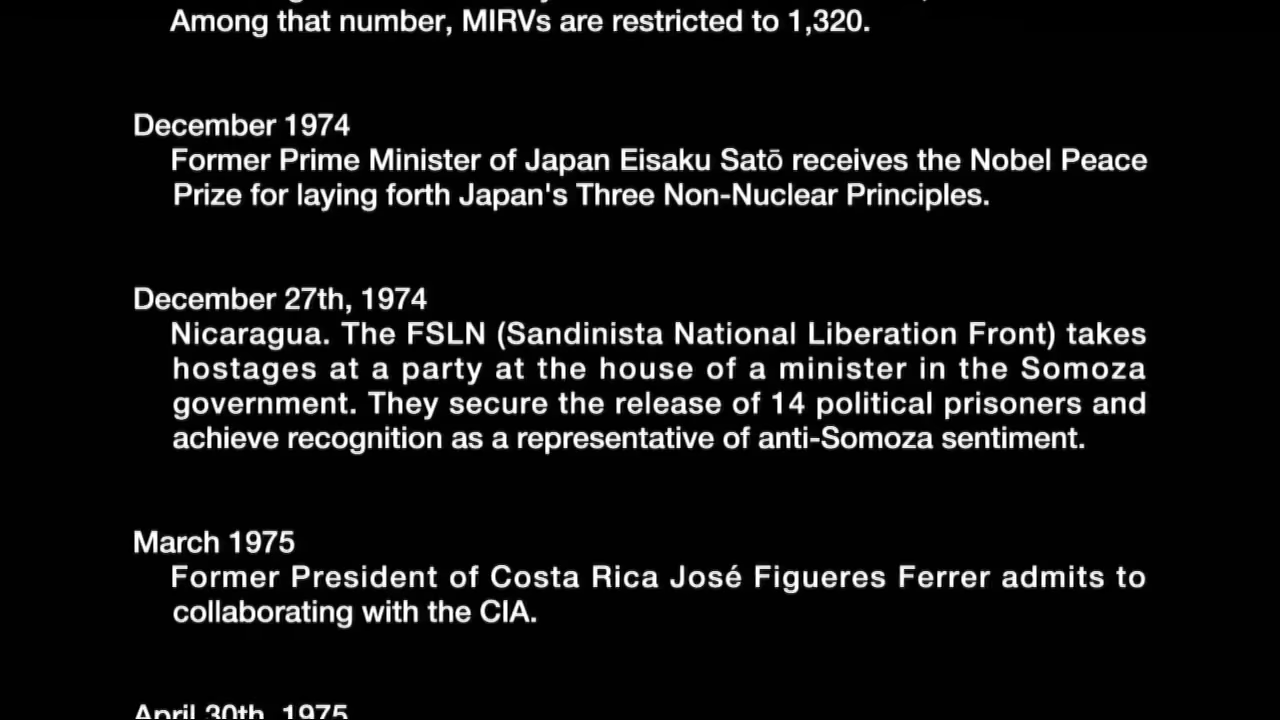 Among that number, MIRVs are restricted to 1,320.
December 1974
Former Prime Minister of Japan Eisaku Satō receives the Nobel Peace
Prize for laying forth Japan's Three Non-Nuclear Principles.
December 27th, 1974
Nicaragua. The FSLN (Sandinista National Liberation Front) takes
hostages at a party at the house of a minister in the Somoza
government. They secure the release of 14 political prisoners and
achieve recognition as a representative of anti-Somoza sentiment.
March 1975
Former President of Costa Rica José Figueres Ferrer admits to
collaborating with the CIA.
April 30th, 1975